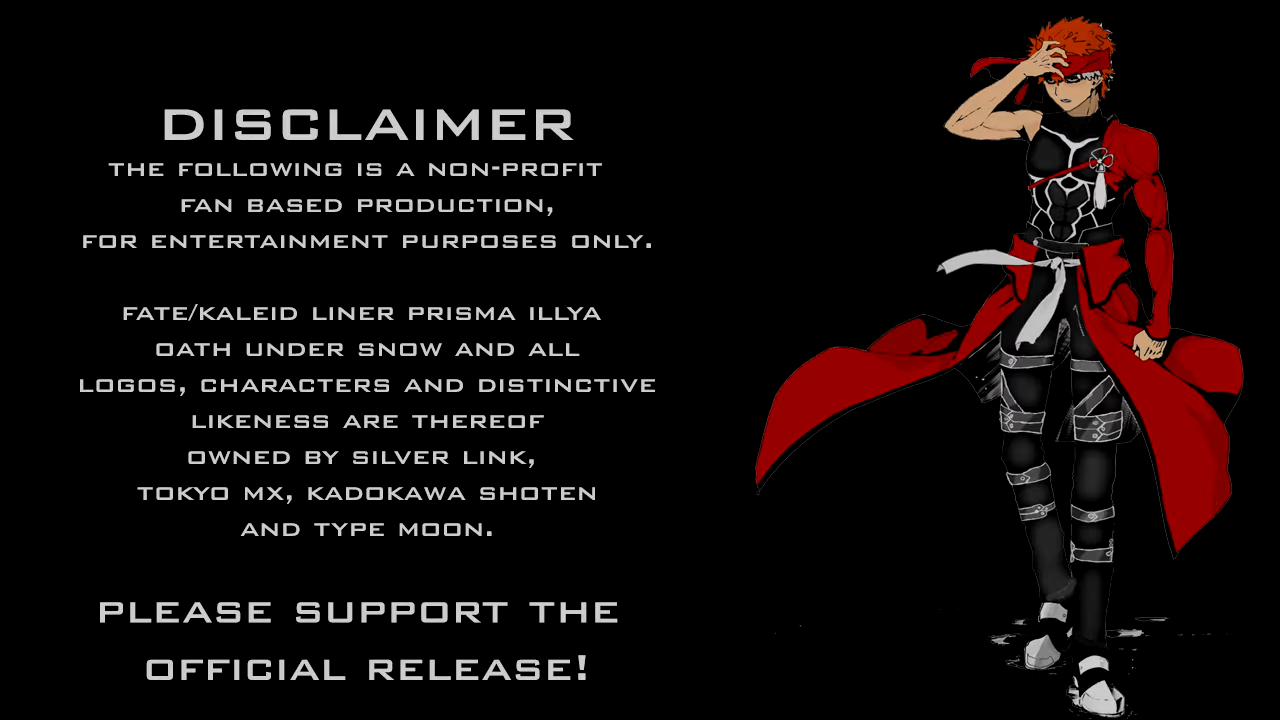 DISCLAIMER
THE FOLLOWING IS A NON-PROFIT
FAN BASED PRODUCTION,
FOR ENTERTAINMENT PURPOSES ONLY.
FATE/KALEID LINER PRISMA ILLYA
OATH UNDER SNOW AND ALL
LOGOS, CHARACTERS AND DISTINCTIVE
LIKENESS ARE THEREOF
OWNED BY SILVER LINK,
TOKYO MX, KADOKAWA SHOTEN
AND TYPE MOON.
PLEASE SUPPORT THE
OFFICIAL RELEASE!